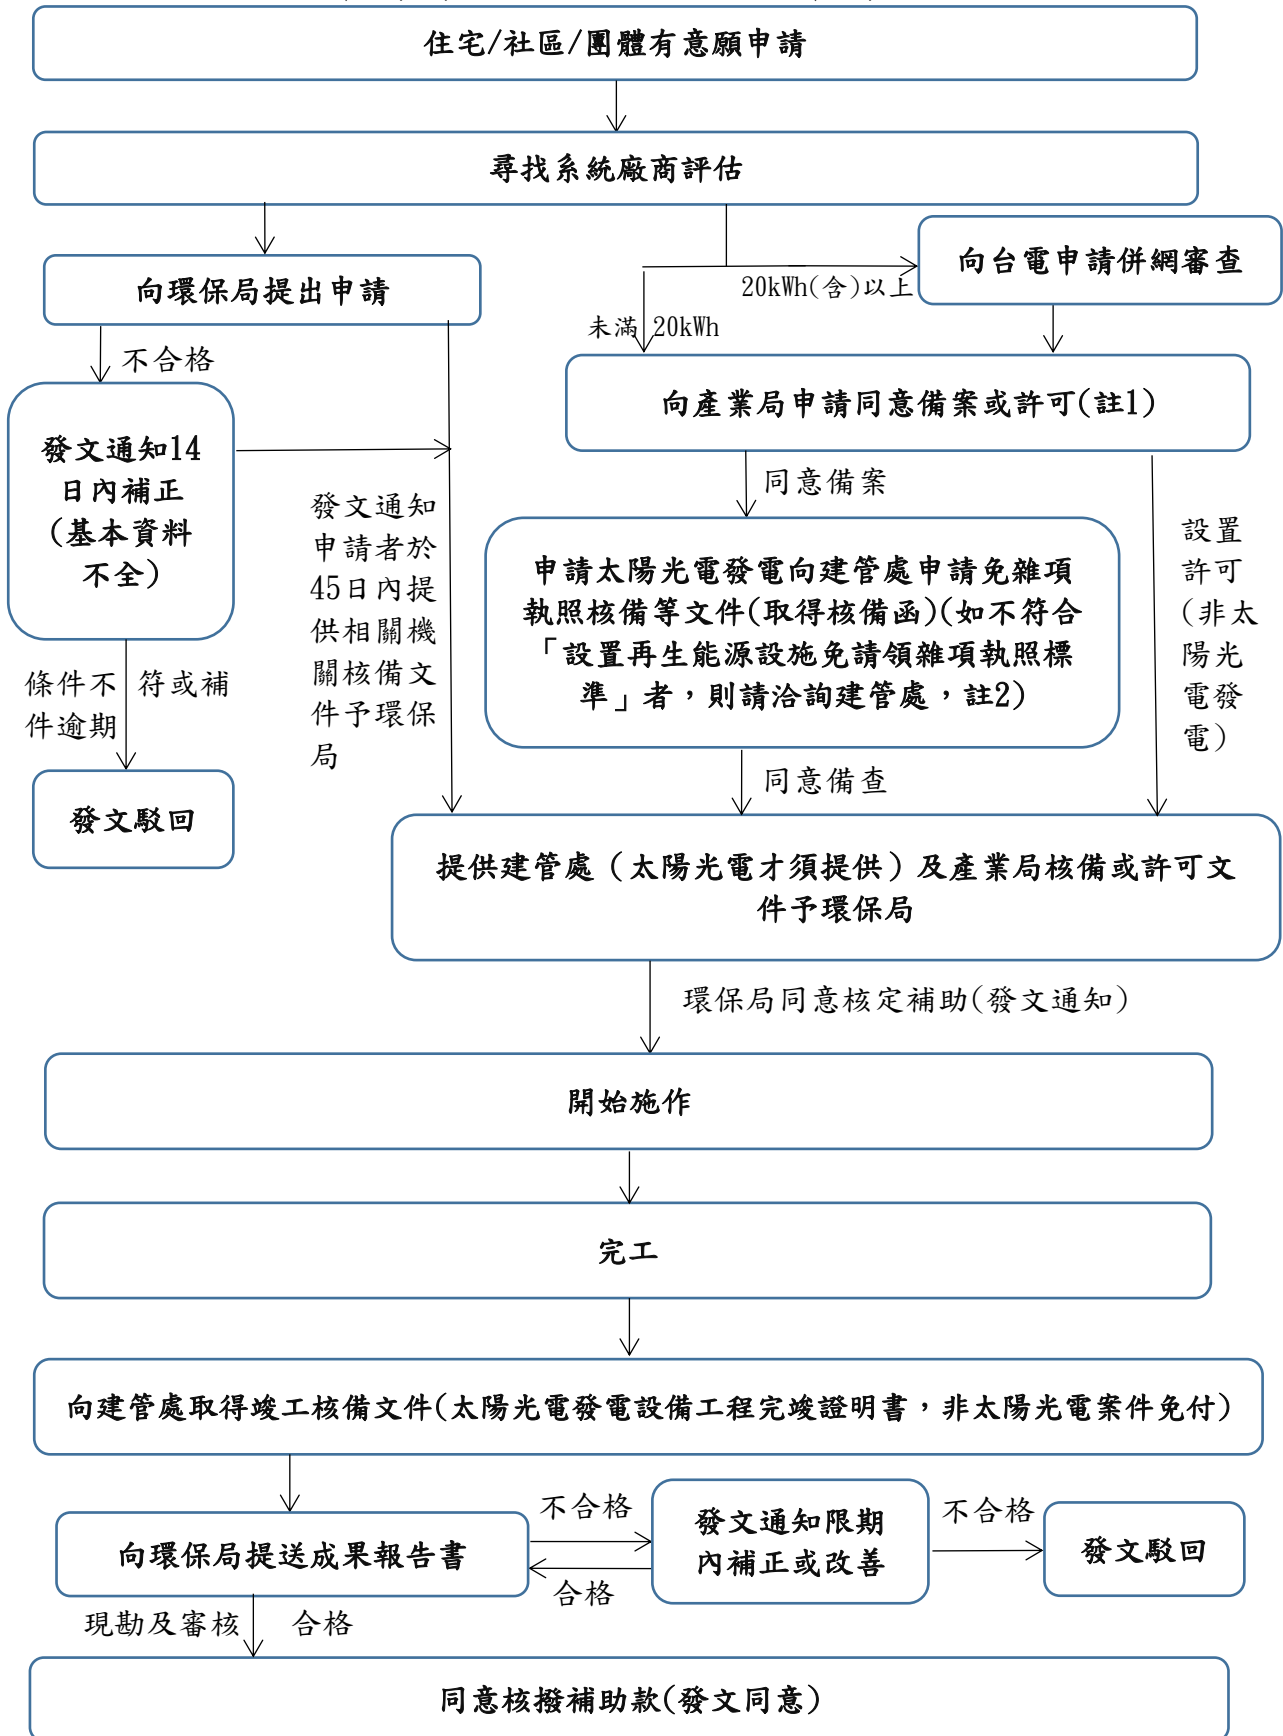 住宅/社區/團體有意願申請
尋找系統廠商評估
向環保局提出申請
向台電申請併網審查
20kWh(含)以上
未滿 20kWh
不合格
向產業局申請同意備案或許可(註1)
發文通知14
日內補正
(基本資料
不全)
同意備案
發文通知
申請者於
45日內提
供相關機
關核備文
件予環保
局
設置
許可
(非太
陽光
電發
電)
申請太陽光電發電向建管處申請免雜項
執照核備等文件(取得核備函)(如不符合
「設置再生能源設施免請領雜項執照標
準」者,則請洽詢建管處,註2)
條件不符或補
件逾期
發文駁回
同意備查
提供建管處（太陽光電才須提供）及產業局核備或許可文
件予環保局
環保局同意核定補助(發文通知)
開始施作
完工
向建管處取得竣工核備文件(太陽光電發電設備工程完竣證明書,非太陽光電案件免付)
向環保局提送成果報告書
不合格
合格
發文通知限期
內補正或改善
不合格
發文駁回
現勘及審核 合格
同意核撥補助款(發文同意)